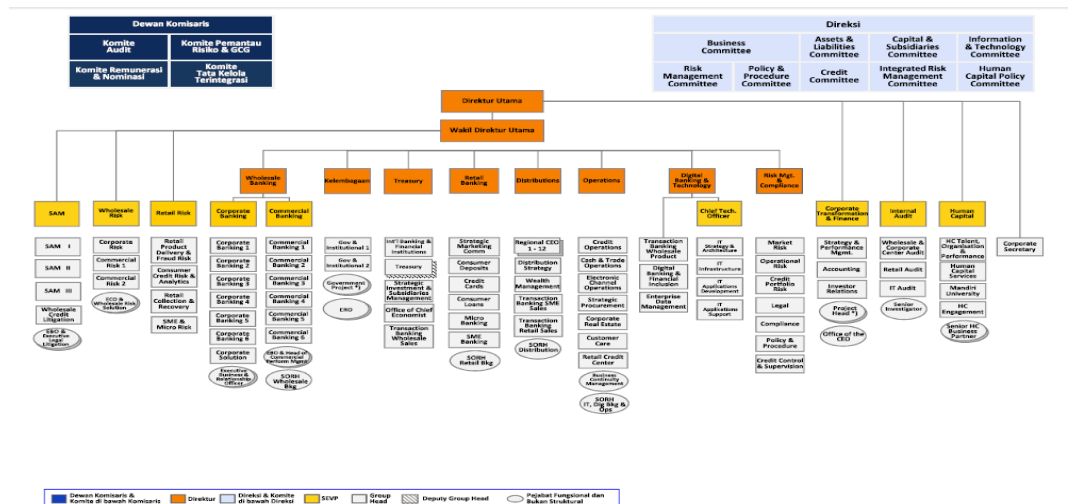 Dewan Komisaris
Komite
Audit
Komite Pemantau
Risiko & GCG
Komite Remunerasi
& Nominasi
Komite
Tata Kelola
Terintegrasi
Direksi
Business
Committee
Assets &
Liabilities
Committee
Capital &
Subsidiaries
Committee
Information
& Technology
Committee
Risk
Management
Committee
Policy &
Procedure
Committee
Credit
Committee
Integrated Risk
Management
Committee
Human
Capital Policy
Committee
Direktur Utama
Wakil Direktur Utama
Wholesale
Banking
Kelembagaan
Treasury
Retail
Banking
Distributions
Operations
Digital
Banking &
Technology
Risk Mgt.
& Compliance
SAM
Wholesale
Risk
Retail Risk
Corporate
Banking
Commercial
Banking
Chief Tech.
Officer
Corporate
Transformation
& Finance
Internal
Audit
Human
Capital
SAM I
SAM II
SAM III
Wholesale
Credit
Litigation
EBO &
Executive
Legal
Litigation
Corporate
Risk
Commercial
Risk 1
Commercial
Risk 2
ECO &
Wholesale Risk
Solution
Retail
Product
Delivery &
Fraud Risk
Consumer
Credit Risk &
Analytics
Retail
Collection &
Recovery
SME &
Micro Risk
Corporate
Banking 1
Corporate
Banking 2
Corporate
Banking 3
Corporate
Banking 4
Corporate
Banking 5
Corporate
Banking 6
Corporate
Solution
Executive
Business &
Relationship
Officer
Commercial
Banking 1
Commercial
Banking 2
Commercial
Banking 3
Commercial
Banking 4
Commercial
Banking 5
Commercial
Banking 6
EBO & Head of
Commercial
Perform Mgmt
SORH
Wholesale
Bkg
Gov &
Institutional 1
Gov &
Institutional 2
Government
Project *)
ERO
Int'l Banking &
Financial
Institutions
Treasury
Strategic
Investment &
Subsidiaries
Management
Office of Chief
Economist
Transaction
Banking
Wholesale
Sales
Strategic
Marketing
Comm
Consumer
Deposits
Credit
Cards
Consumer
Loans
Micro
Banking
SME
Banking
SORH
Retail Bkg
Regional CEO
1 - 12
Distribution
Strategy
Wealth
Management
Transaction
Banking SME
Sales
Transaction
Banking
Retail Sales
SORH
Distribution
Credit
Operations
Cash & Trade
Operations
Electronic
Channel
Operations
Strategic
Procurement
Corporate
Real Estate
Customer
Care
Retail Credit
Center
Business
Continuity
Management
SORH
IT, Dig Bkg &
Ops
Transaction
Banking
Wholesale
Product
Digital
Banking &
Financial
Inclusion
Enterprise
Data
Management
IT
Strategy &
Architecture
IT
Infrastructure
IT
Applications
Development
IT
Applications
Support
Market
Risk
Operational
Risk
Credit
Portfolio
Risk
Legal
Compliance
Policy &
Procedure
Credit Control
& Supervision
Strategy &
Performance
Mgmt.
Accounting
Investor
Relations
Project
Head *)
Office of the
CEO
Wholesale &
Corporate
Center Audit
Retail Audit
IT Audit
Senior
Investigator
HC Talent,
Organisation &
Performance
Human
Capital
Services
Mandiri
University
HC
Engagement
Senior HC
Business
Partner
Corporate
Secretary
Dewan Komisaris &
Komite di bawah Komisaris
Direktur
Direksi & Komite
di bawah Direksi
SEVP
Group
Head
Deputy Group Head
Pejabat Fungsional dan
Bukan Struktural